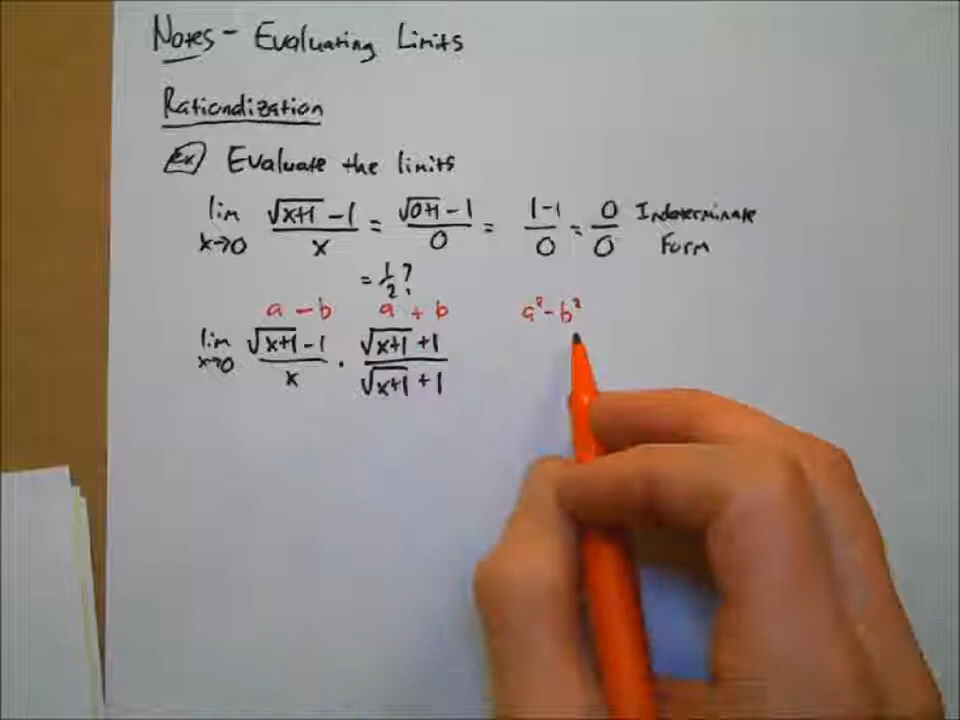 Notes - Evaluating Limits
Rationalization
Ex Evaluate the limits
lim x→0 (√(x+1) - 1)/x = (√(0+1) - 1)/0 = (1-1)/0 = 0/0 Indeterminate Form
= 1/2?
a - b a + b a² - b²
lim x→0 (√(x+1) - 1)/x · (√(x+1) + 1)/(√(x+1) + 1)